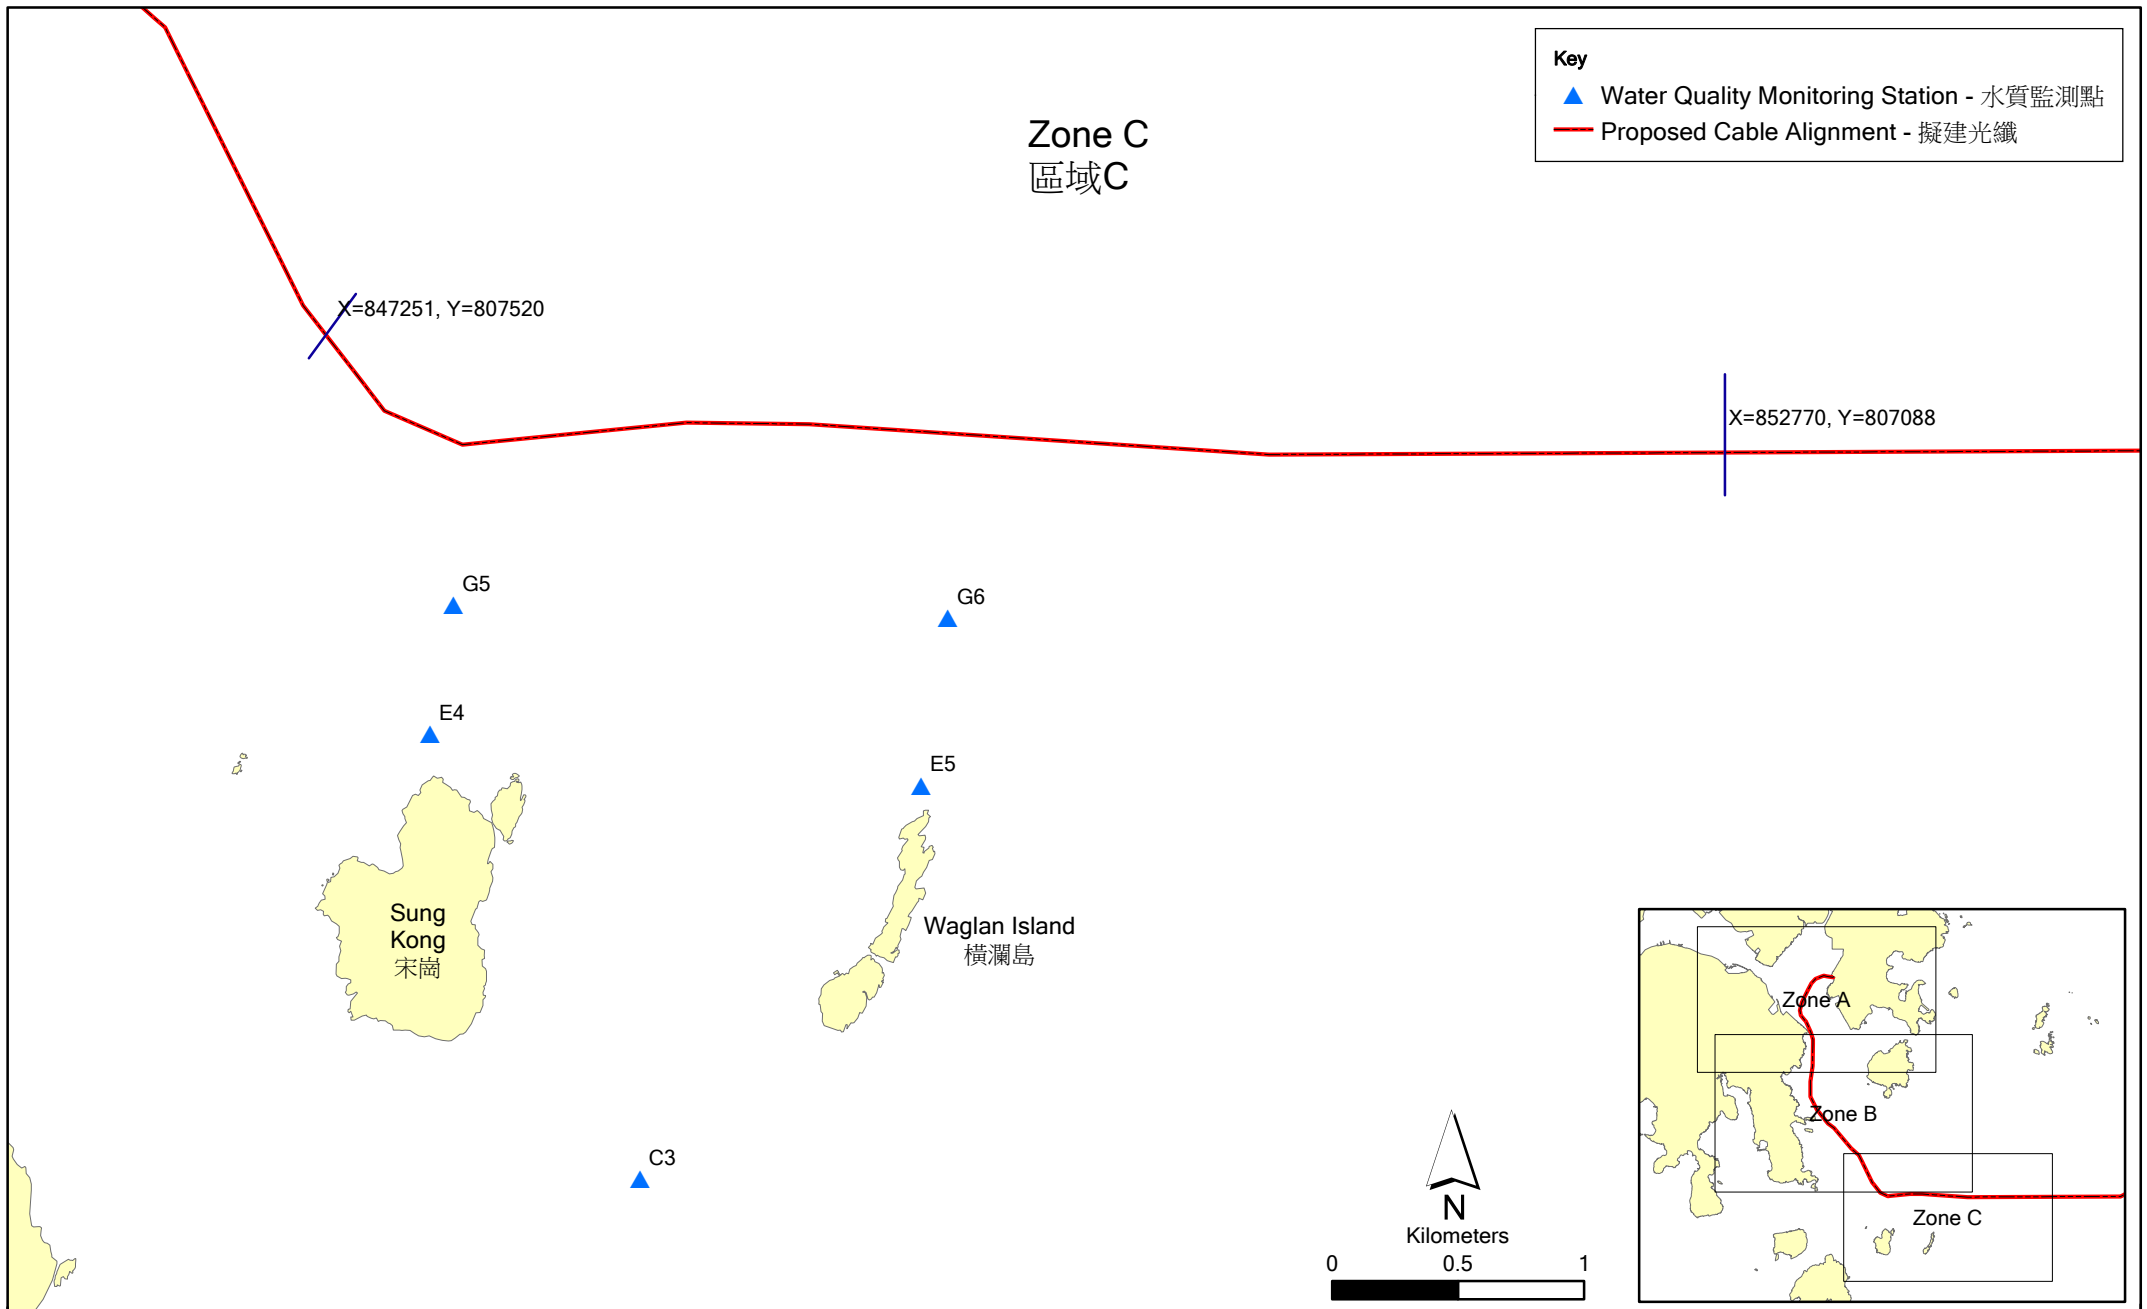 Key
Water Quality Monitoring Station - 水質監測點
Proposed Cable Alignment - 擬建光纖
Zone C
區域C
X=847251, Y=807520
X=852770, Y=807088
G5
G6
E4
E5
Sung
Kong
宋崗
Waglan Island
橫瀾島
C3
N
Kilometers
0 0.5 1
Zone A
Zone B
Zone C